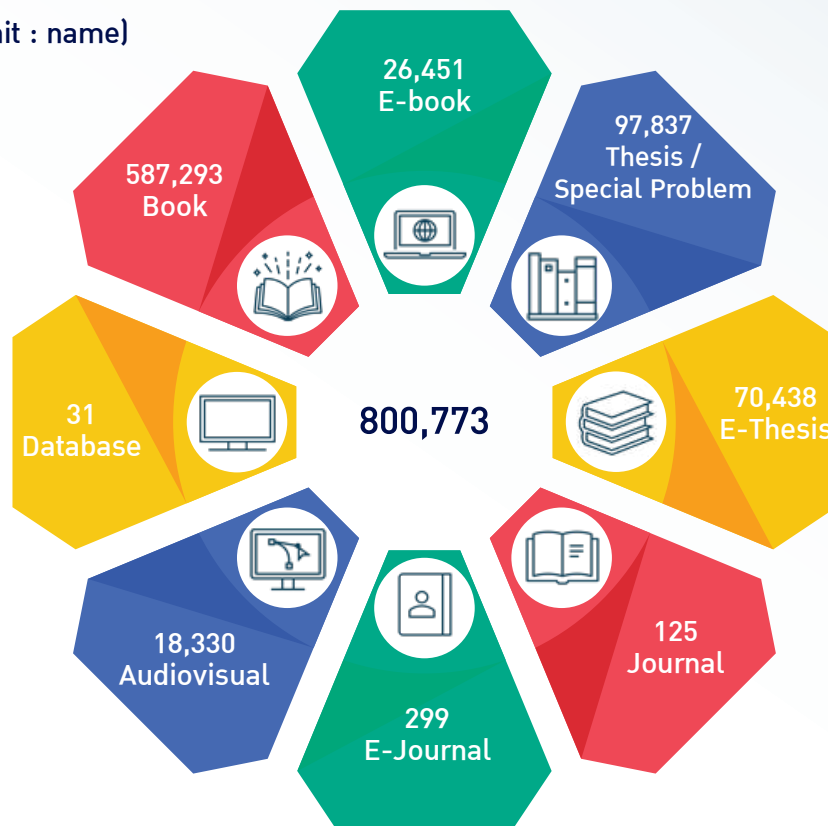 : name)
26,451
E-book
97,837
Thesis /
Special Problem
70,438
E-Thesis
125
Journal
299
E-Journal
18,330
Audiovisual
31
Database
587,293
Book
800,773